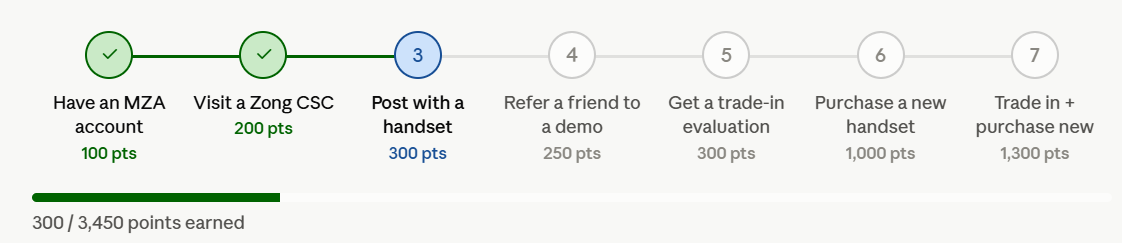 3
4
5
6
7
Have an MZA
account
100 pts
Visit a Zong CSC
200 pts
Post with a
handset
300 pts
Refer a friend to
a demo
250 pts
Get a trade-in
evaluation
300 pts
Purchase a new
handset
1,000 pts
Trade in +
purchase new
1,300 pts
300 / 3,450 points earned